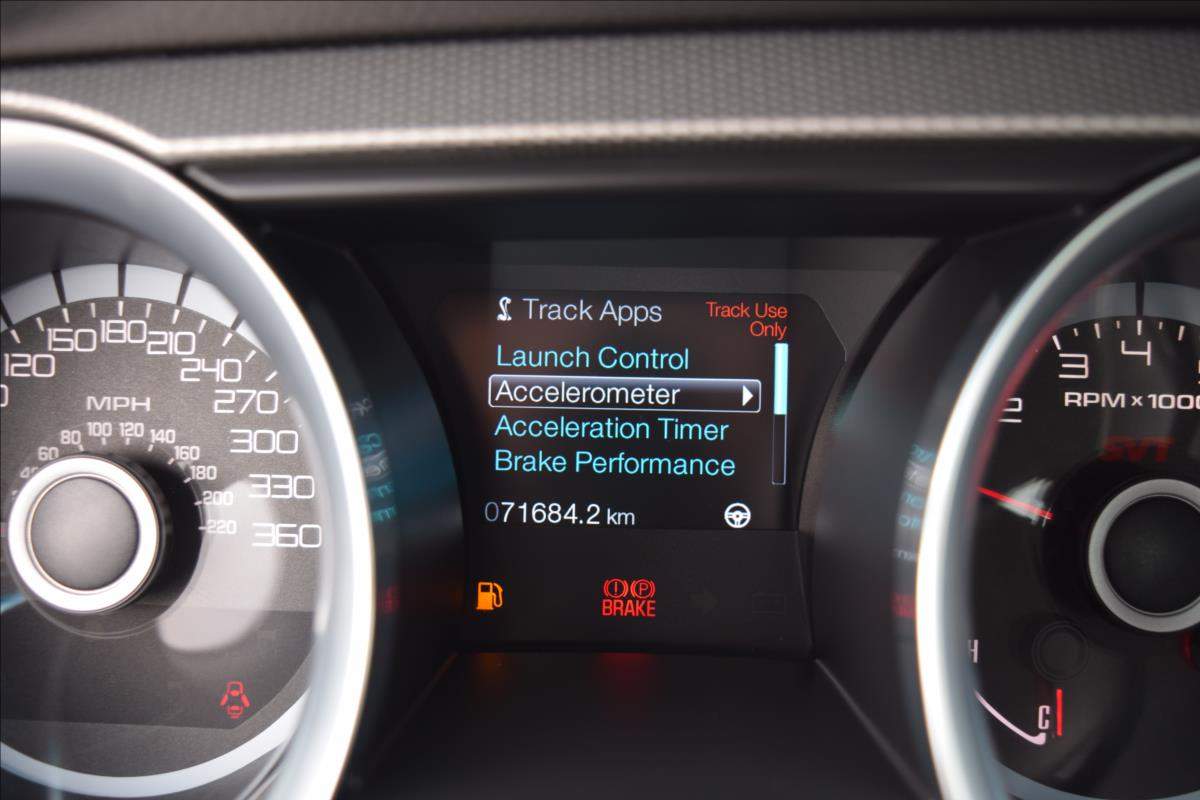 Track Apps
Track Use
Only
Launch Control
Accelerometer
Acceleration Timer
Brake Performance
071684.2 km
BRAKE
P
120
150
180
210
240
270
300
330
360
MPH
40
60
80
100
120
140
160
180
200
220
2
3
4
RPM x 1000
SVT
H
C